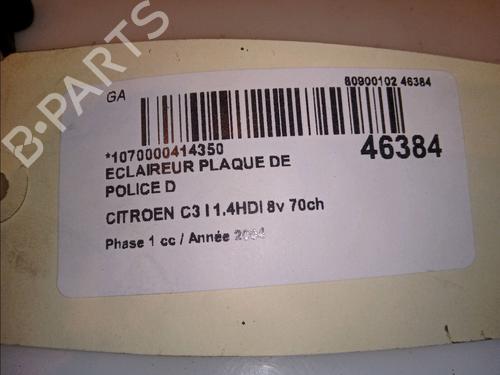 GA
80900102 46384
*1070000414350
46384
ECLAIREUR PLAQUE DE
POLICE D
CITROEN C3 I 1.4HDI 8v 70ch
Phase 1 cc / Année 2004
B-PARTS